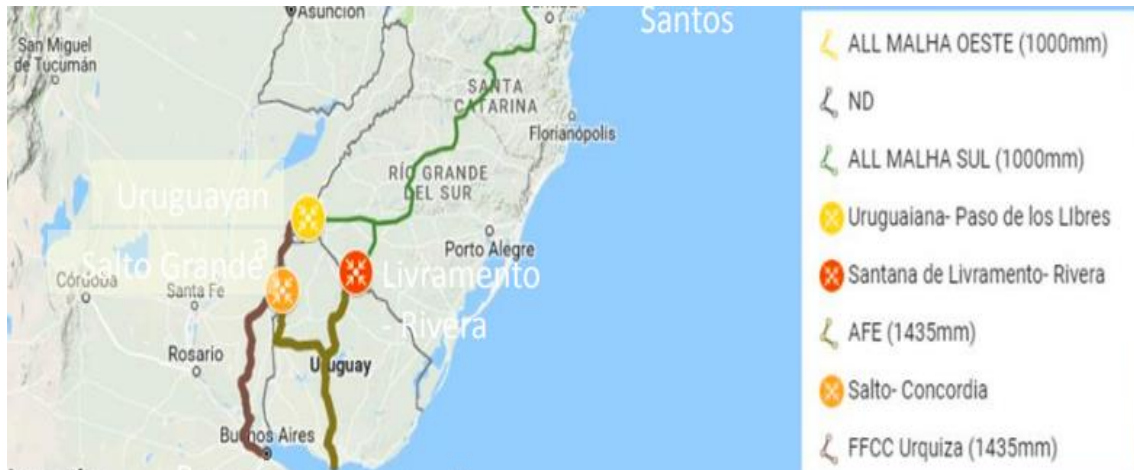 Asunción
Santos
San Miguel
de Tucumán
SANTA
CATARINA
Florianópolis
RÍO GRANDE
DEL SUR
Uruguayan
a
Porto Alegre
Salto Grande
Livramento
- Rivera
Córdoba
Santa Fe
Rosario
Uruguay
Buenos Aires
ALL MALHA OESTE (1000mm)
ND
ALL MALHA SUL (1000mm)
Uruguaiana- Paso de los LIbres
Santana de Livramento- Rivera
AFE (1435mm)
Salto- Concordia
FFCC Urquiza (1435mm)